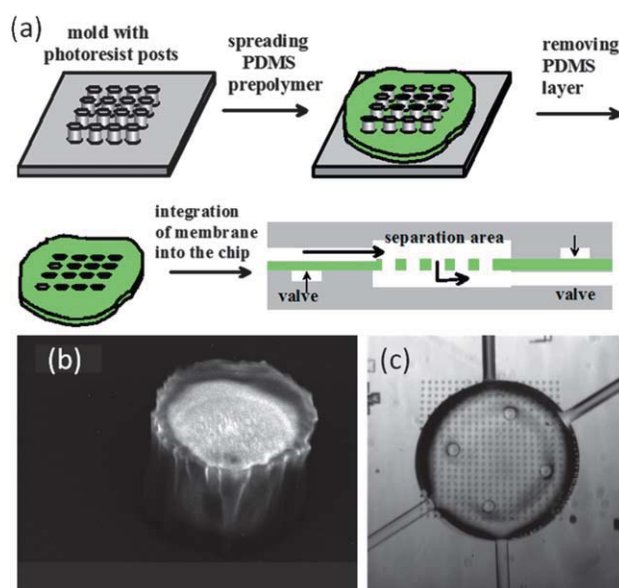 (a)
mold with
photoresist posts
spreading
PDMS
prepolymer
removing
PDMS
layer
integration
of membrane
into the chip
separation area
valve
valve
(b)
(c)